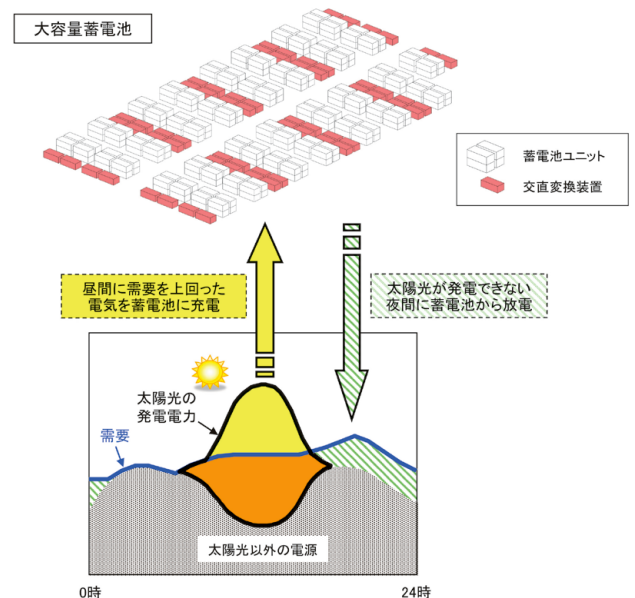 大容量蓄電池
蓄電池ユニット
交直変換装置
昼間に需要を上回った
電気を蓄電池に充電
太陽光が発電できない
夜間に蓄電池から放電
太陽光の
発電電力
需要
太陽光以外の電源
0時
24時